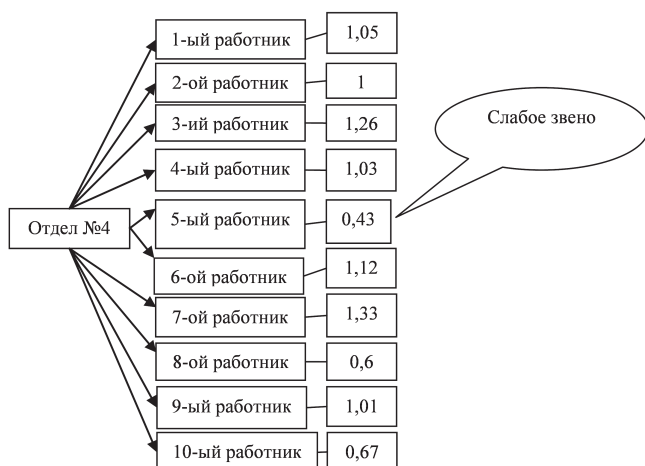 1-ый работник 1,05
2-ой работник 1
3-ий работник 1,26
Слабое звено
4-ый работник 1,03
Отдел №4
5-ый работник 0,43
6-ой работник 1,12
7-ой работник 1,33
8-ой работник 0,6
9-ый работник 1,01
10-ый работник 0,67